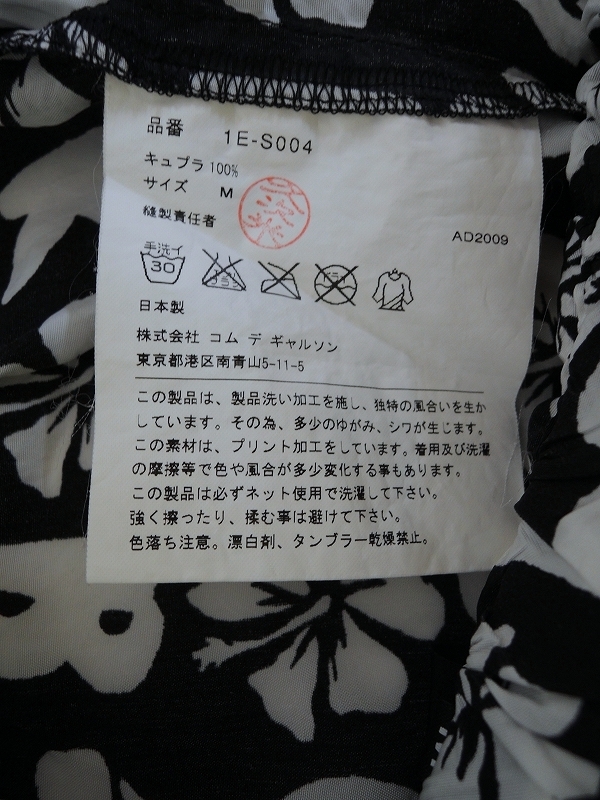 品番 1E-S004
キュプラ 100%
サイズ M
縫製責任者
AD2009
手洗イ
30
日本製
株式会社 コム デ ギャルソン
東京都港区南青山5-11-5
この製品は、製品洗い加工を施し、独特の風合いを生か
しています。その為、多少のゆがみ、シワが生じます。
この素材は、プリント加工をしています。着用及び洗濯
の摩擦等で色や風合が多少変化する事もあります。
この製品は必ずネット使用で洗濯して下さい。
強く擦ったり、揉む事は避けて下さい。
色落ち注意。漂白剤、タンブラー乾燥禁止。